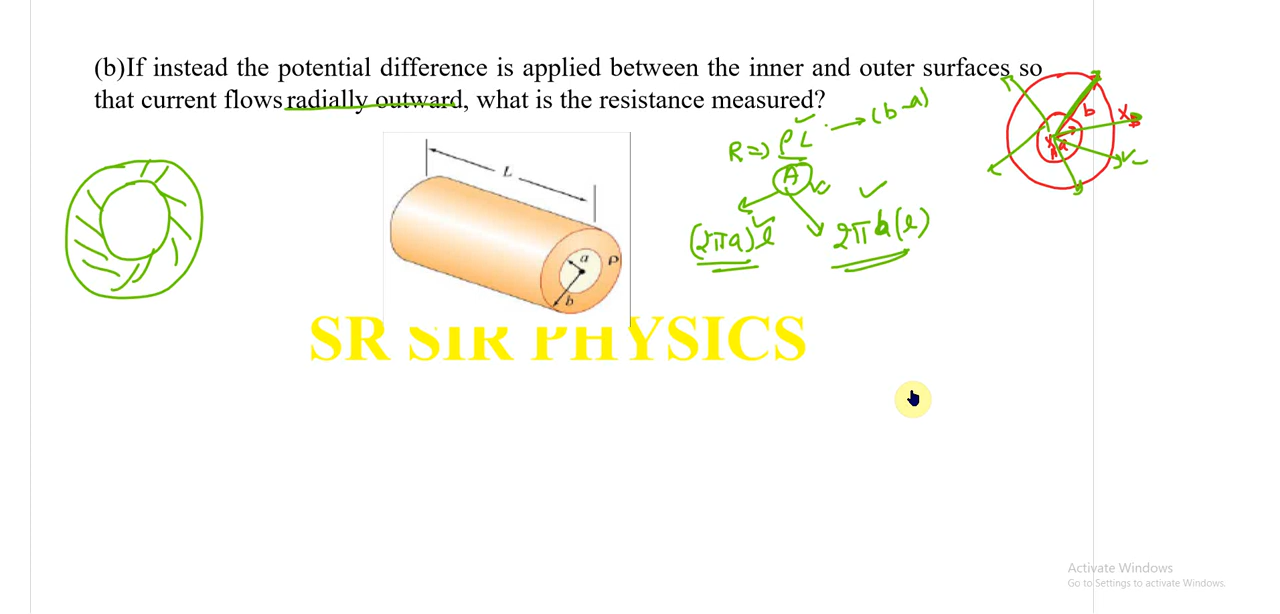 (b)If instead the potential difference is applied between the inner and outer surfaces so
that current flows radially outward, what is the resistance measured?
R => ρL → (b-a)
A
(2πa)l 2πb(l)
L
a ρ
b
b
a
SR SIR PHYSICS
Activate Windows
Go to Settings to activate Windows.